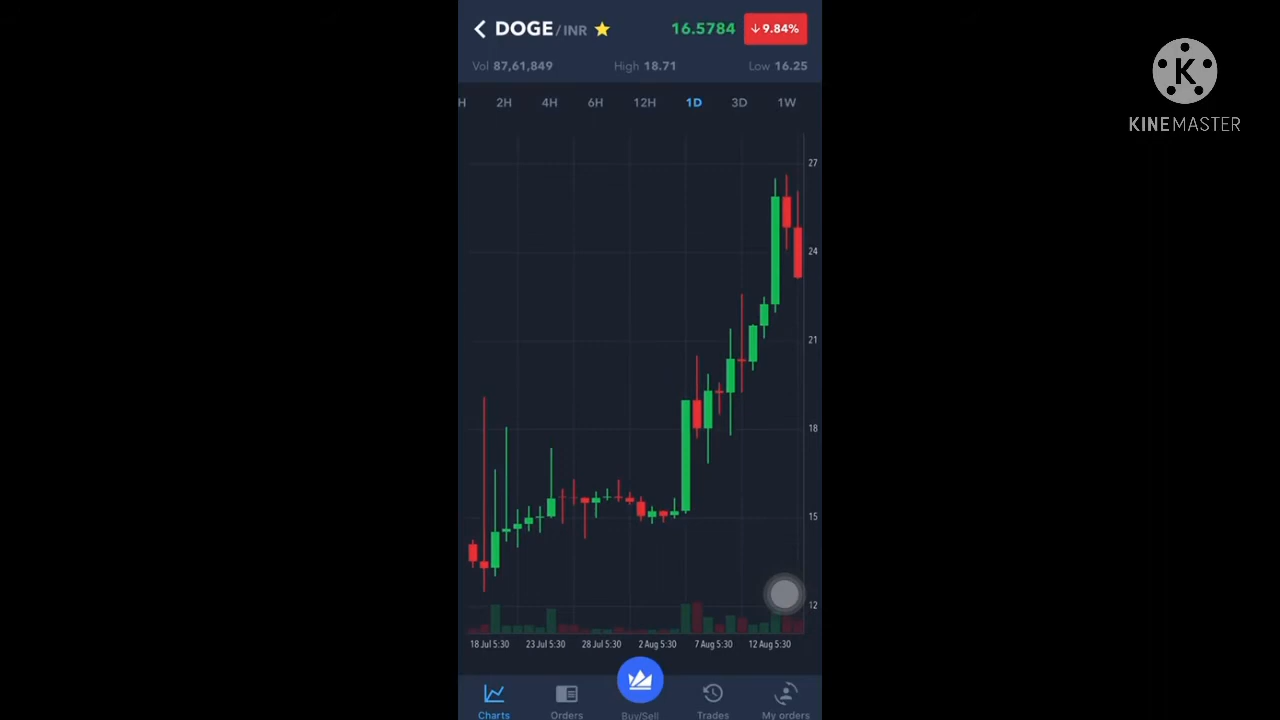 DOGE/INR 16.5784 ↓9.84%
Vol 87,61,849 High 18.71 Low 16.25
H 2H 4H 6H 12H 1D 3D 1W
27
24
21
18
15
12
18 Jul 5:30 23 Jul 5:30 28 Jul 5:30 2 Aug 5:30 7 Aug 5:30 12 Aug 5:30
Charts Orders Buy/Sell Trades My orders
K
KINEMASTER